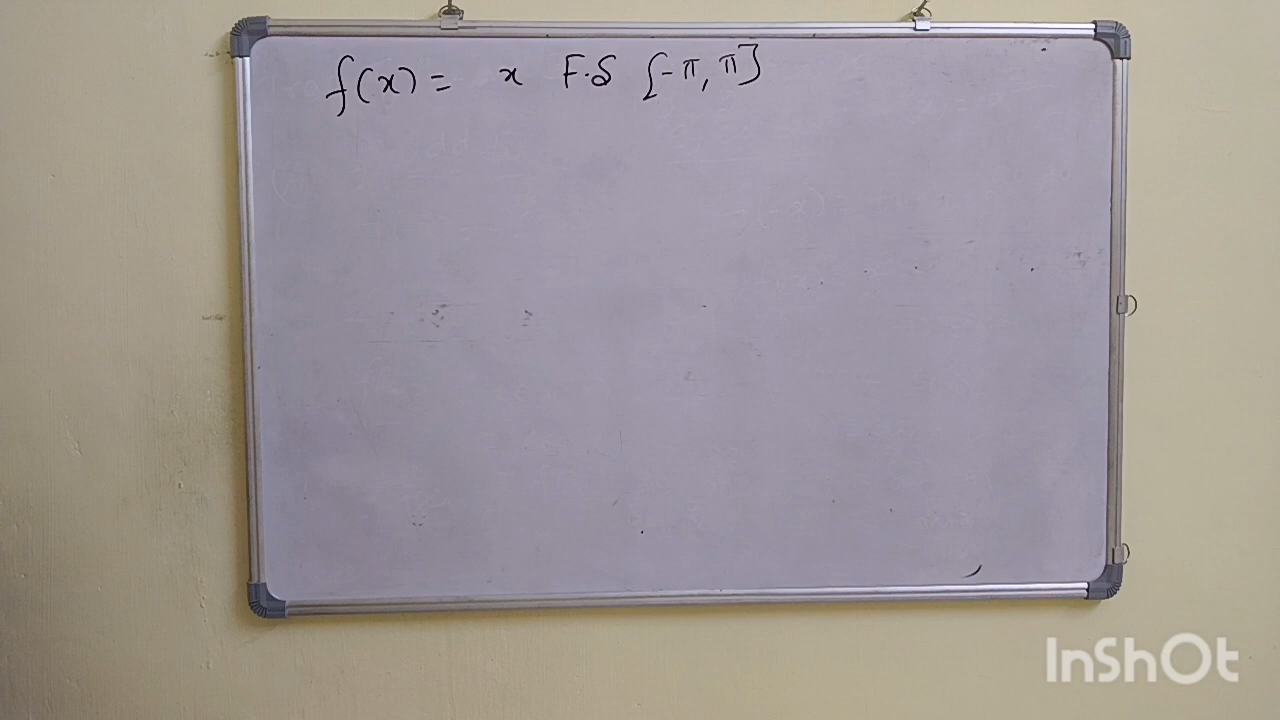 f(x) = x F.S [-π, π]
InShOt